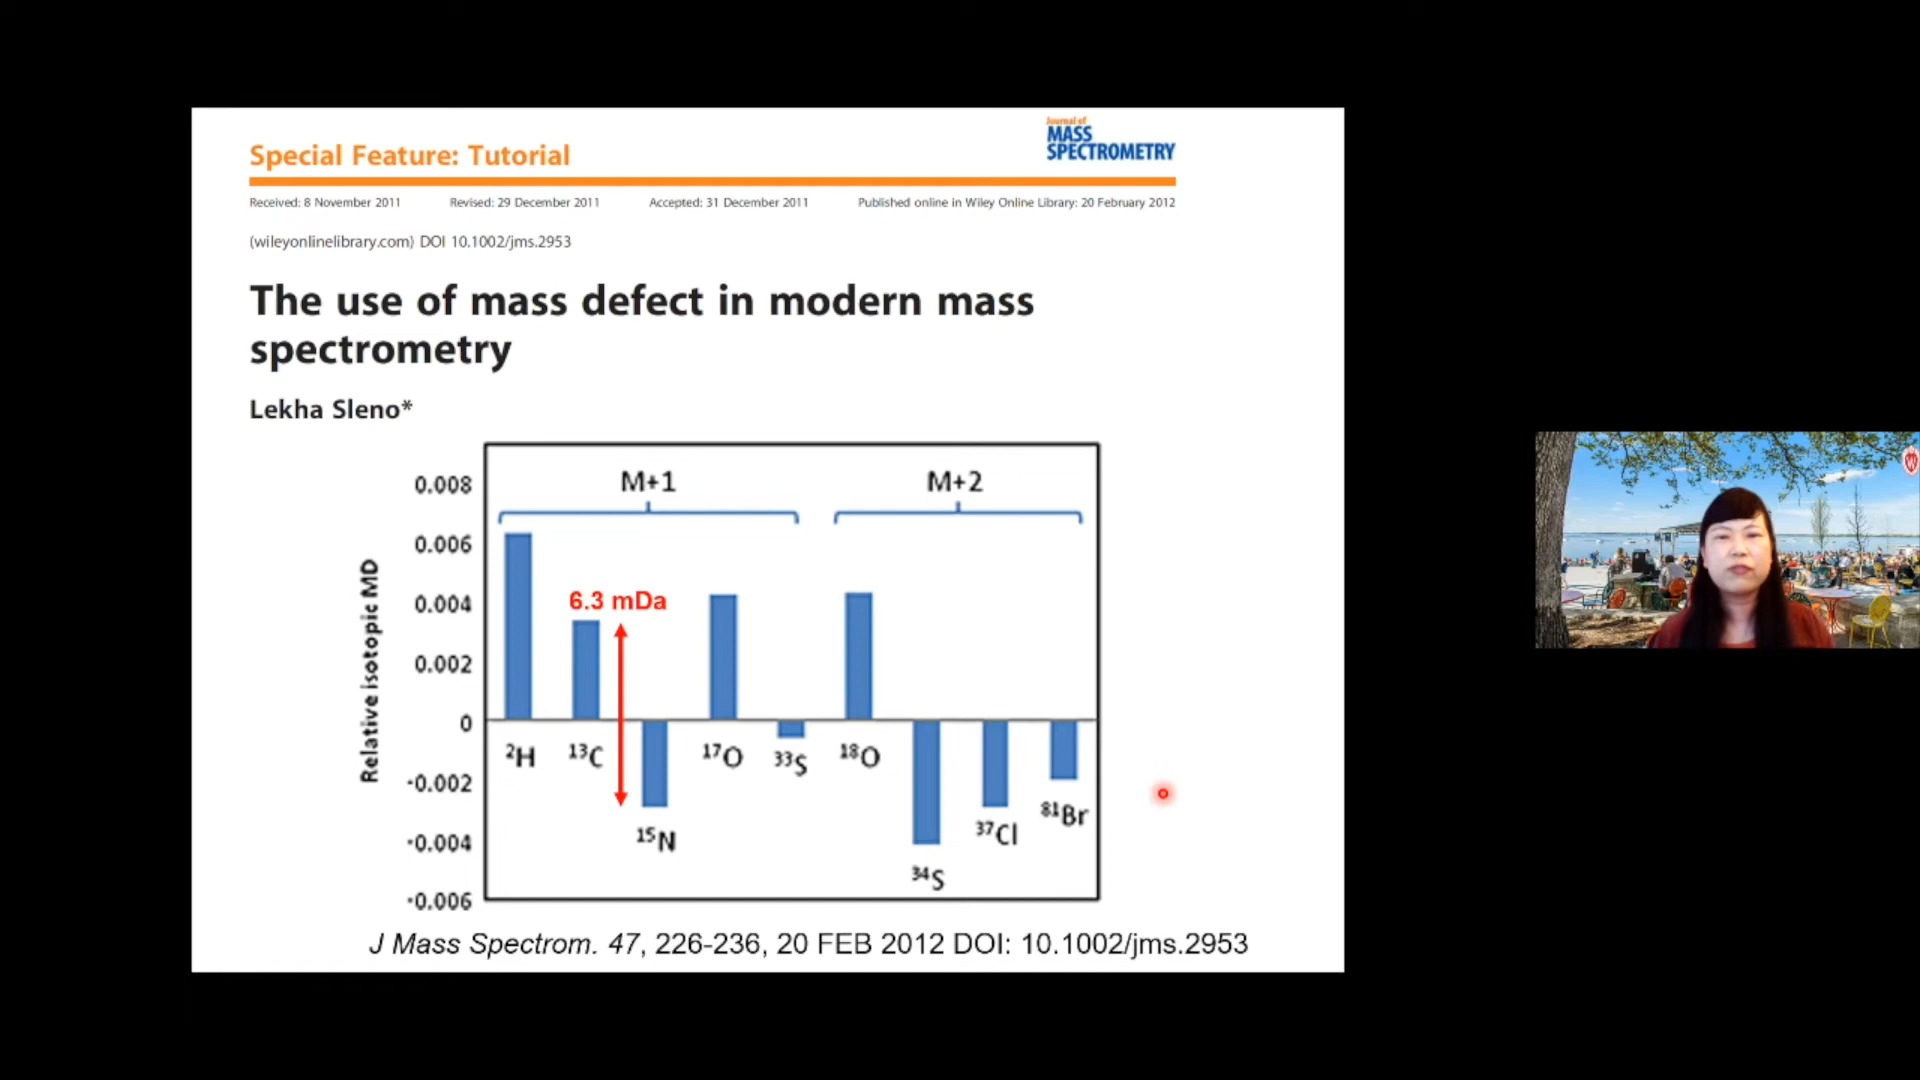 Special Feature: Tutorial
Journal of
MASS
SPECTROMETRY
Received: 8 November 2011 Revised: 29 December 2011 Accepted: 31 December 2011 Published online in Wiley Online Library: 20 February 2012
(wileyonlinelibrary.com) DOI 10.1002/jms.2953
The use of mass defect in modern mass
spectrometry
Lekha Sleno*
Relative isotopic MD
0.008
0.006
0.004
0.002
0
-0.002
-0.004
-0.006
M+1
M+2
6.3 mDa
²H
¹³C
¹⁵N
¹⁷O
³³S
¹⁸O
³⁴S
³⁷Cl
⁸¹Br
J Mass Spectrom. 47, 226-236, 20 FEB 2012 DOI: 10.1002/jms.2953
W